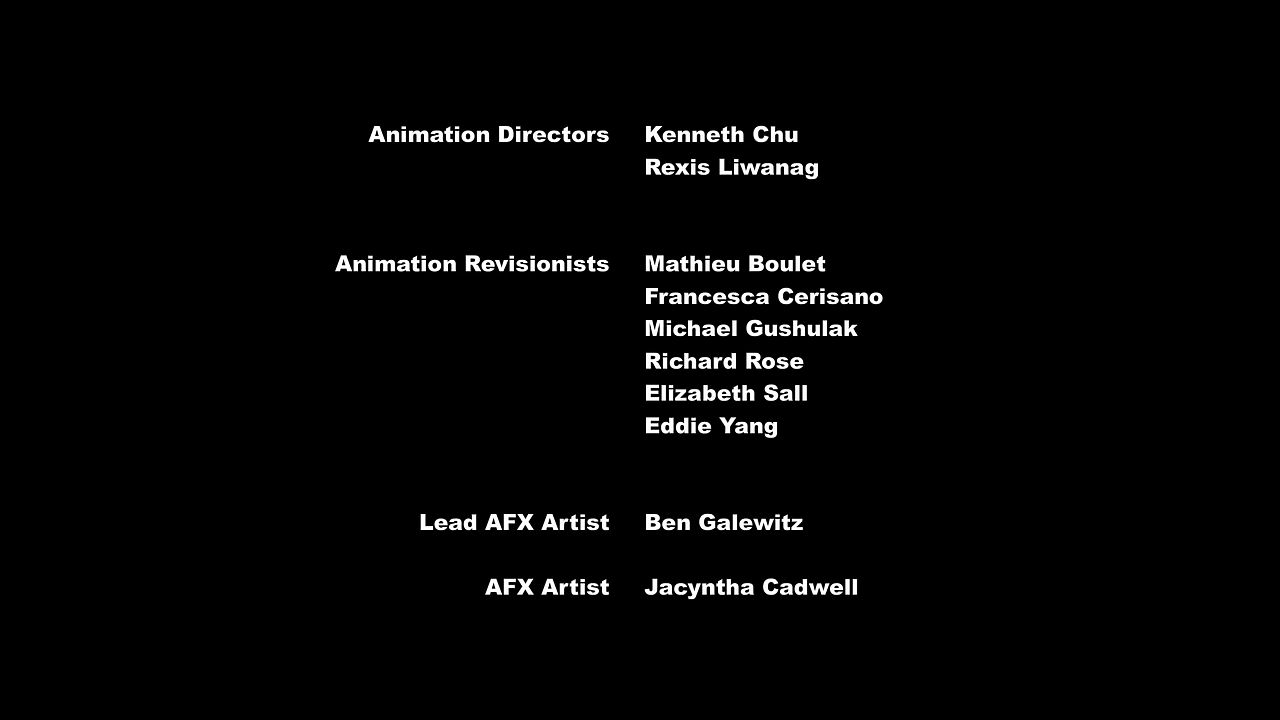 Animation Directors Kenneth Chu
Rexis Liwanag
Animation Revisionists Mathieu Boulet
Francesca Cerisano
Michael Gushulak
Richard Rose
Elizabeth Sall
Eddie Yang
Lead AFX Artist Ben Galewitz
AFX Artist Jacyntha Cadwell